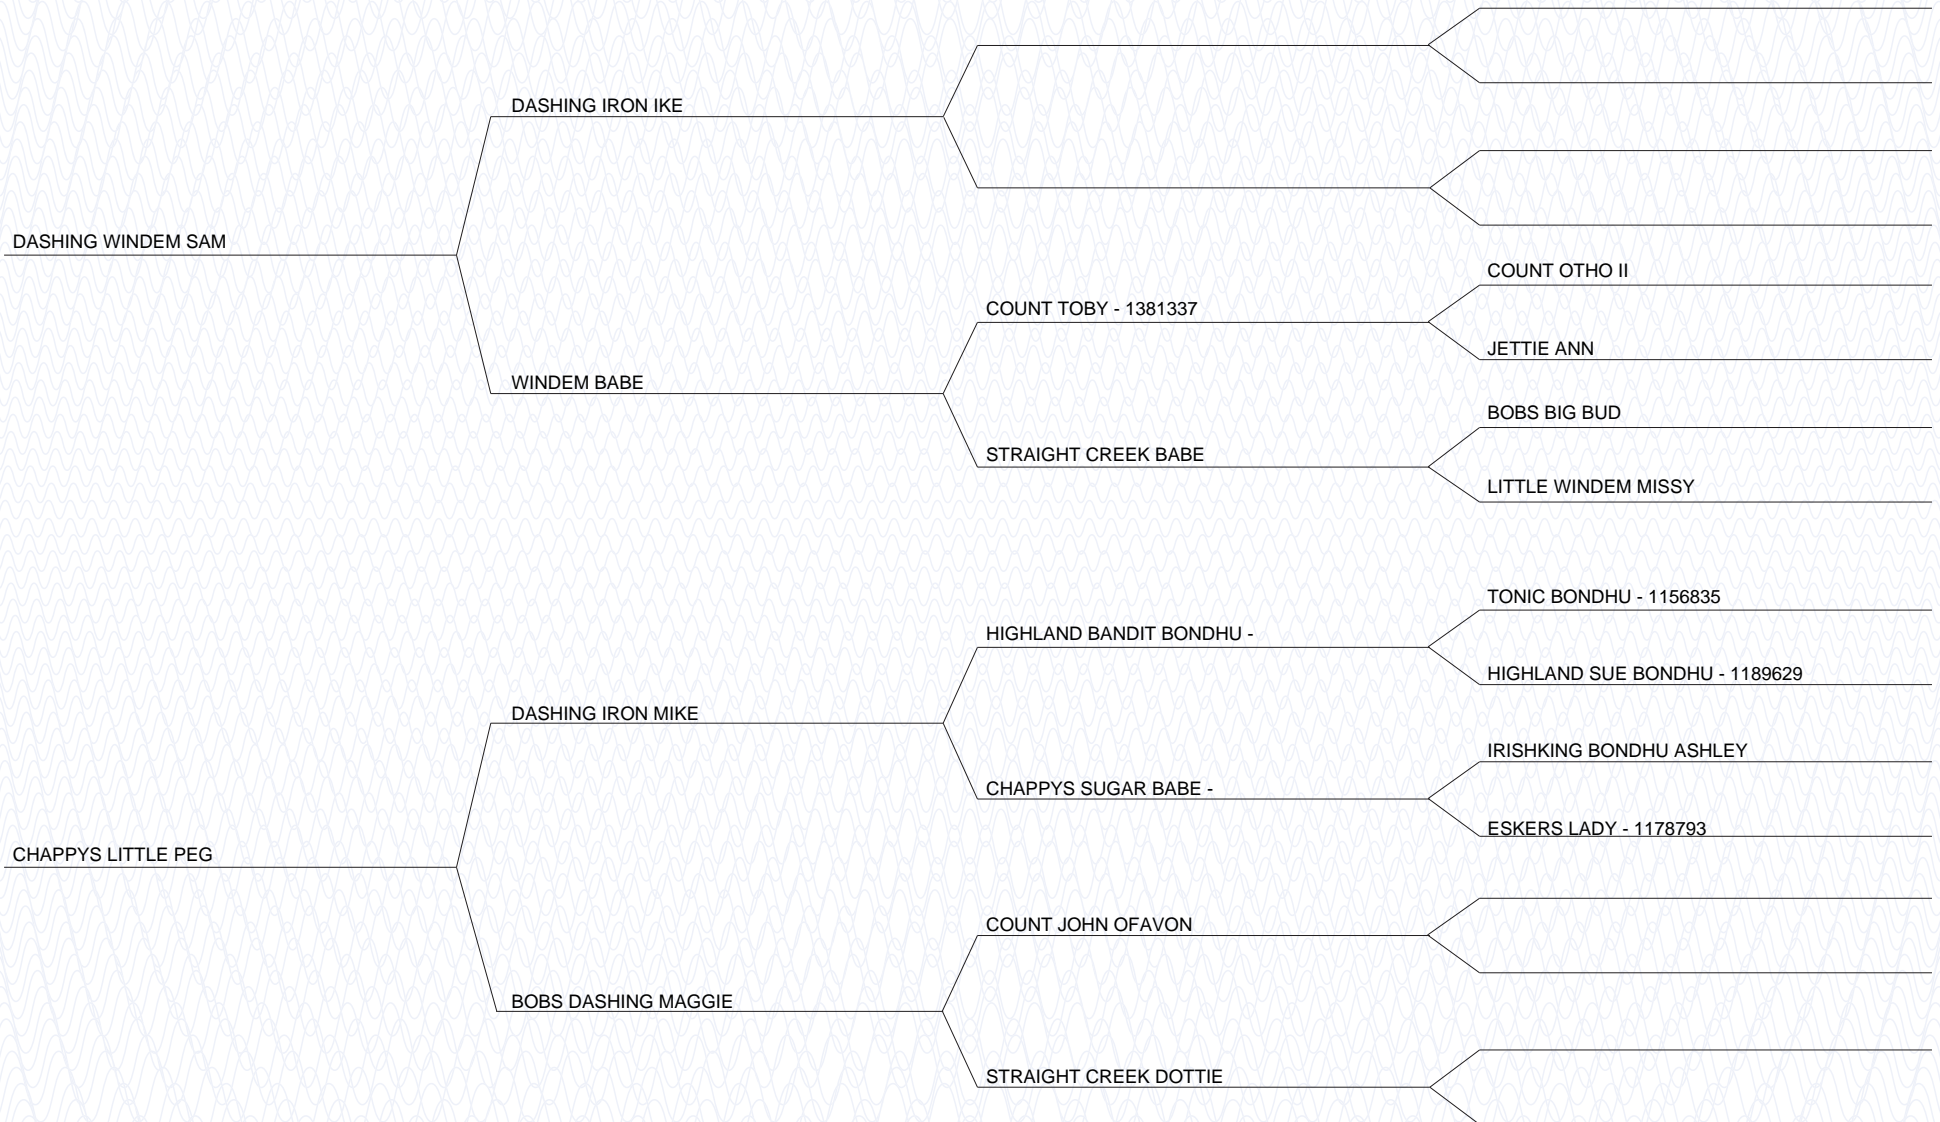 DASHING IRON IKE
DASHING WINDEM SAM
COUNT OTHO II
COUNT TOBY - 1381337
JETTIE ANN
WINDEM BABE
BOBS BIG BUD
STRAIGHT CREEK BABE
LITTLE WINDEM MISSY
TONIC BONDHU - 1156835
HIGHLAND BANDIT BONDHU -
HIGHLAND SUE BONDHU - 1189629
DASHING IRON MIKE
IRISHKING BONDHU ASHLEY
CHAPPYS SUGAR BABE -
ESKERS LADY - 1178793
CHAPPYS LITTLE PEG
COUNT JOHN OFAVON
BOBS DASHING MAGGIE
STRAIGHT CREEK DOTTIE